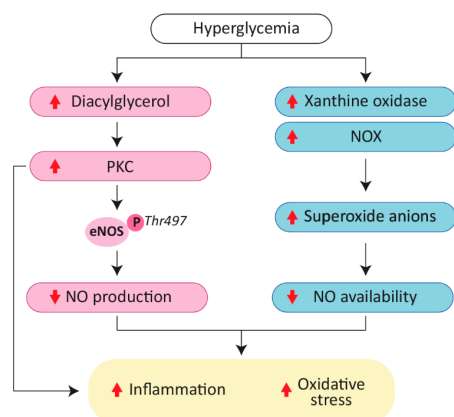 Hyperglycemia
Diacylglycerol
Xanthine oxidase
NOX
PKC
eNOS P Thr497
Superoxide anions
NO production
NO availability
Inflammation
Oxidative
stress